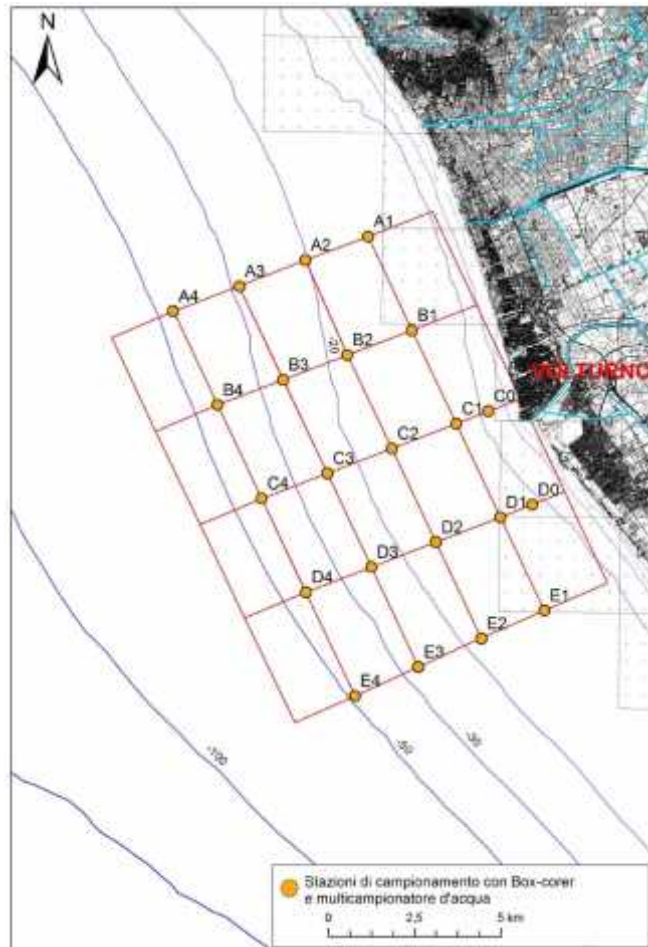 N
A1
A2
A3
A4
B1
-20
B2
B3
B4
C0
C1
C2
C3
C4
D0
D1
D2
D3
D4
E1
E2
E3
E4
-30
-50
-100
Stazioni di campionamento con Box-corer
e multicampionatore d'acqua
0 2,5 5 km